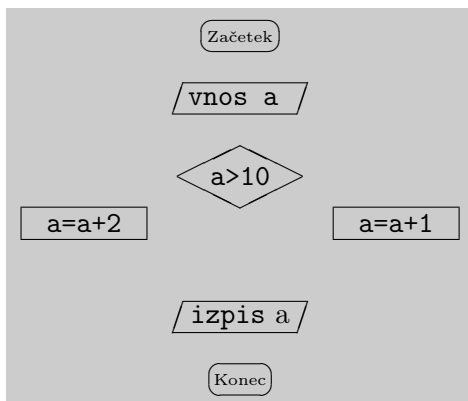 Začetek
vnos a
a>10
a=a+2
a=a+1
izpis a
Konec